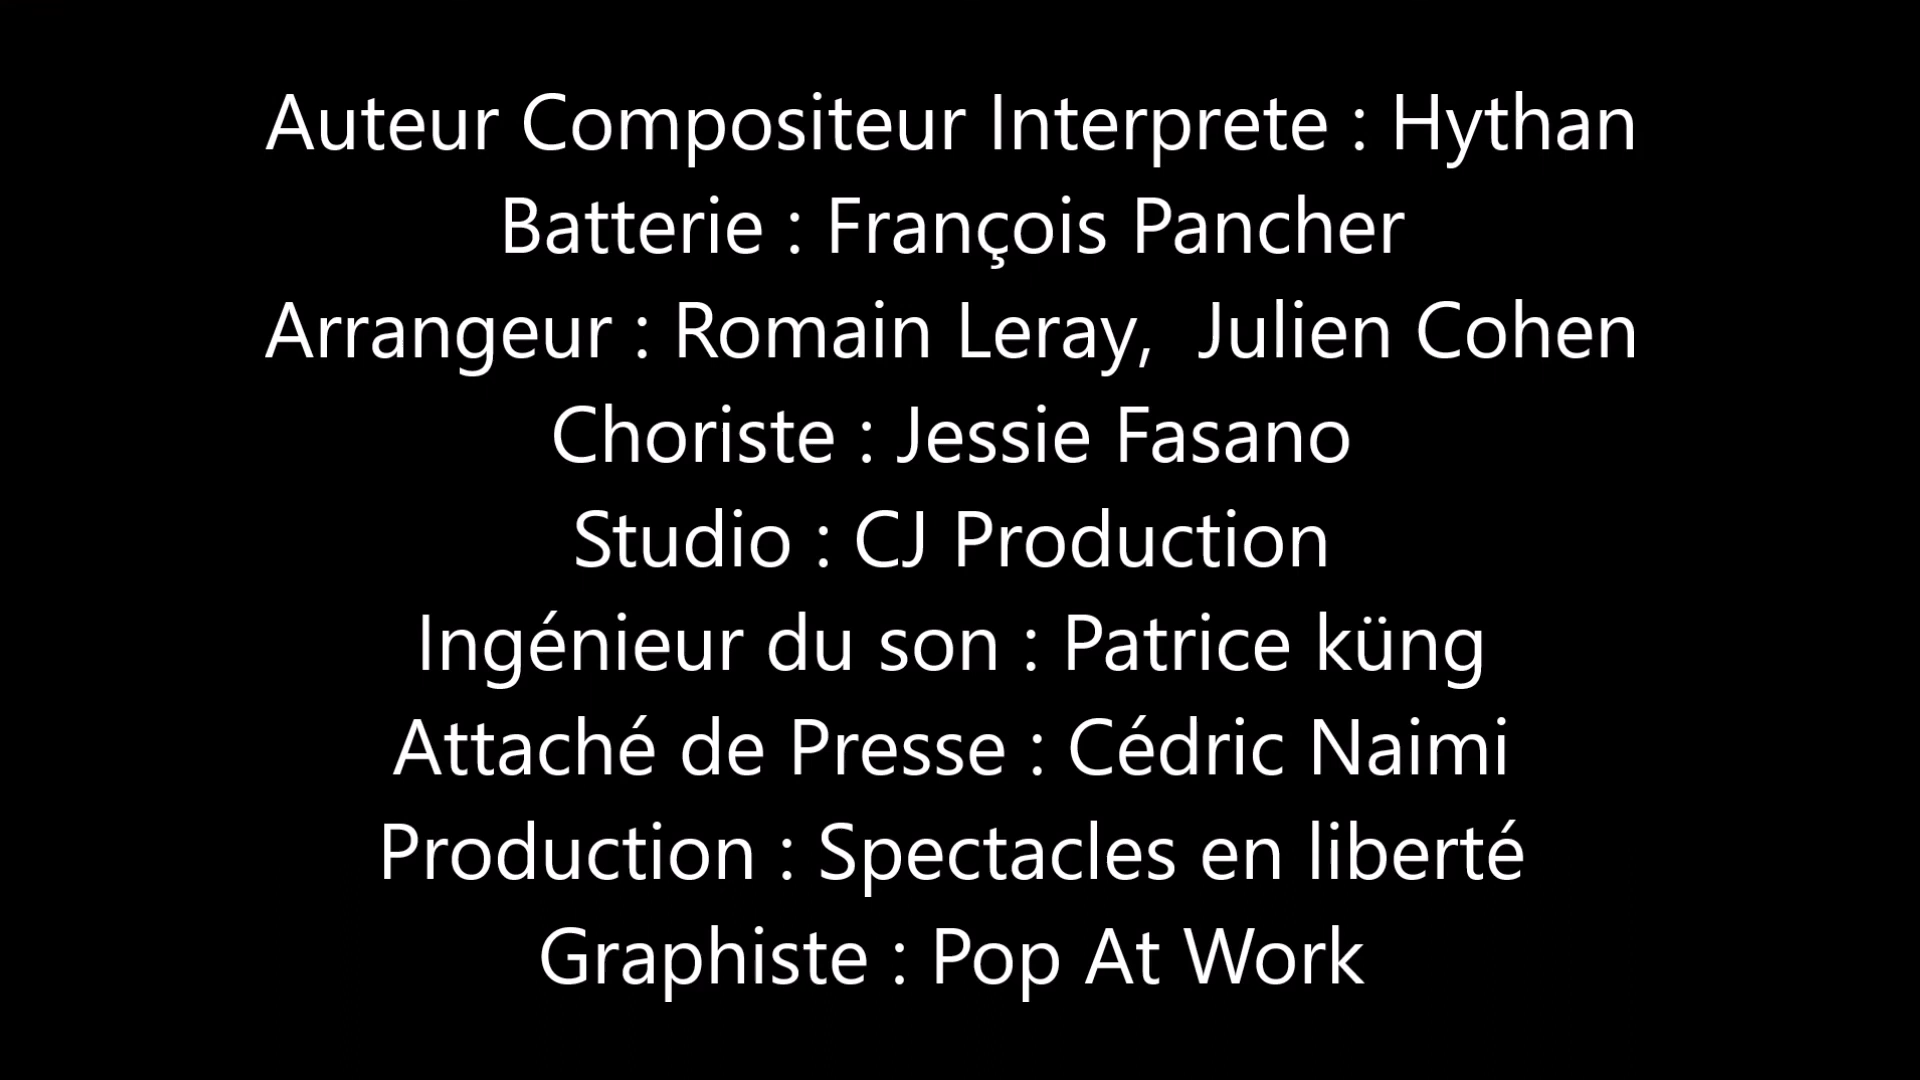 Auteur Compositeur Interprete : Hythan
Batterie : François Pancher
Arrangeur : Romain Leray,  Julien Cohen
Choriste : Jessie Fasano
Studio : CJ Production
Ingénieur du son : Patrice küng
Attaché de Presse : Cédric Naimi
Production : Spectacles en liberté
Graphiste : Pop At Work